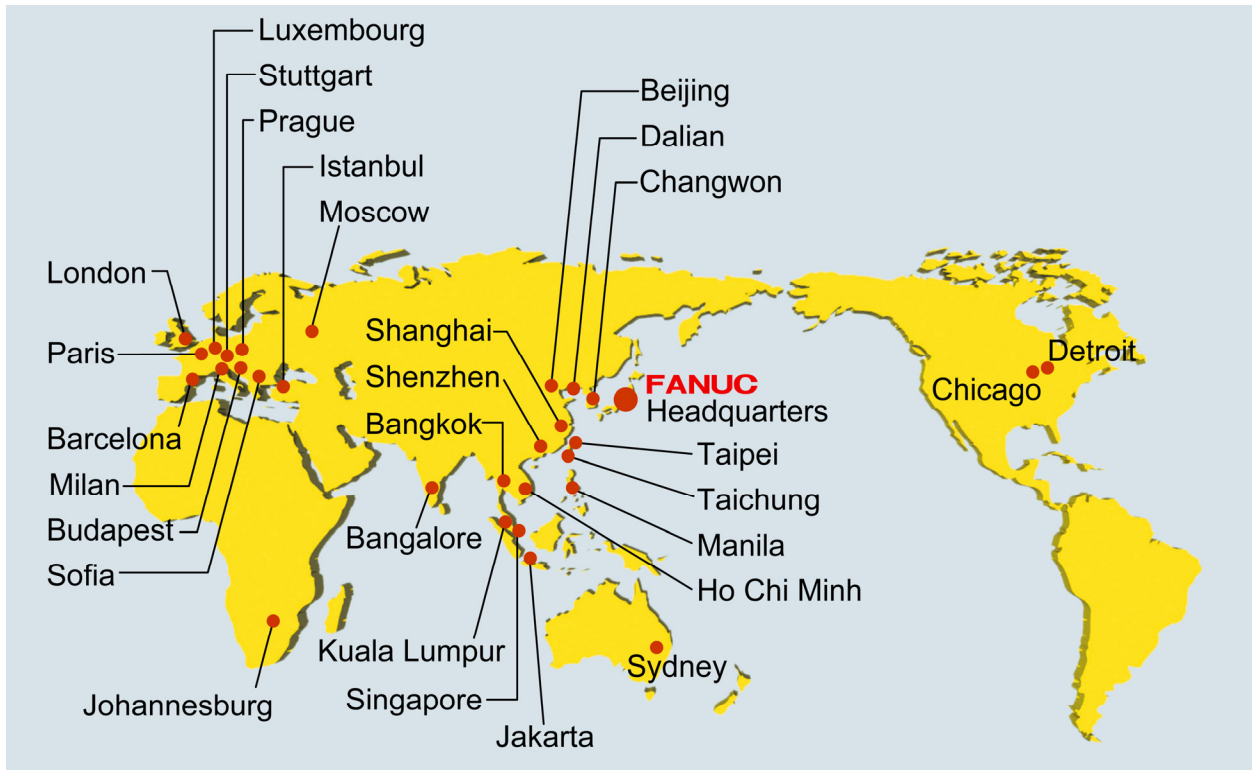 Luxembourg
Stuttgart
Prague
Istanbul
Moscow
London
Paris
Barcelona
Milan
Budapest
Sofia
Johannesburg
Beijing
Dalian
Changwon
Shanghai
Shenzhen
Bangkok
FANUC
Headquarters
Taipei
Taichung
Manila
Ho Chi Minh
Bangalore
Kuala Lumpur
Singapore
Jakarta
Sydney
Detroit
Chicago